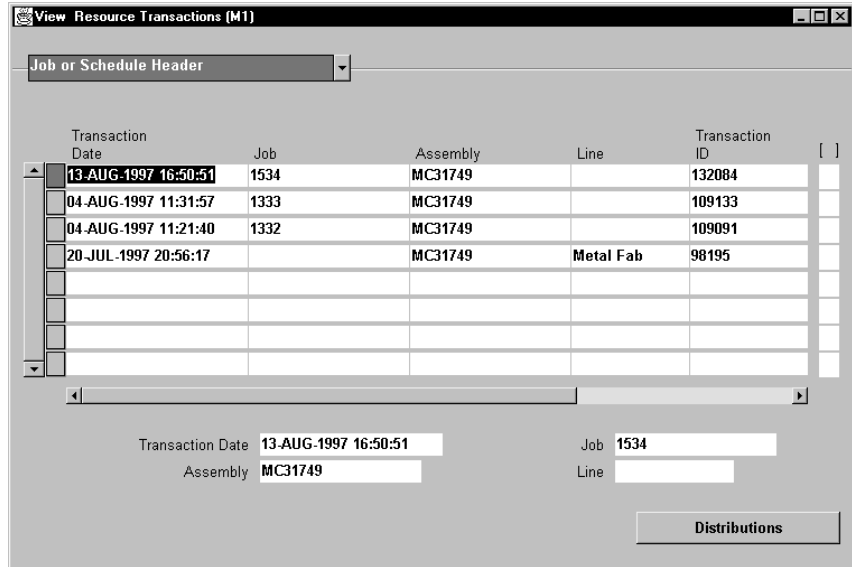 View Resource Transactions (M1)
Job or Schedule Header
Transaction Date Job Assembly Line Transaction ID [ ]
13-AUG-1997 16:50:51 1534 MC31749 132084
04-AUG-1997 11:31:57 1333 MC31749 109133
04-AUG-1997 11:21:40 1332 MC31749 109091
20-JUL-1997 20:56:17 MC31749 Metal Fab 98195
Transaction Date 13-AUG-1997 16:50:51 Job 1534
Assembly MC31749 Line
Distributions